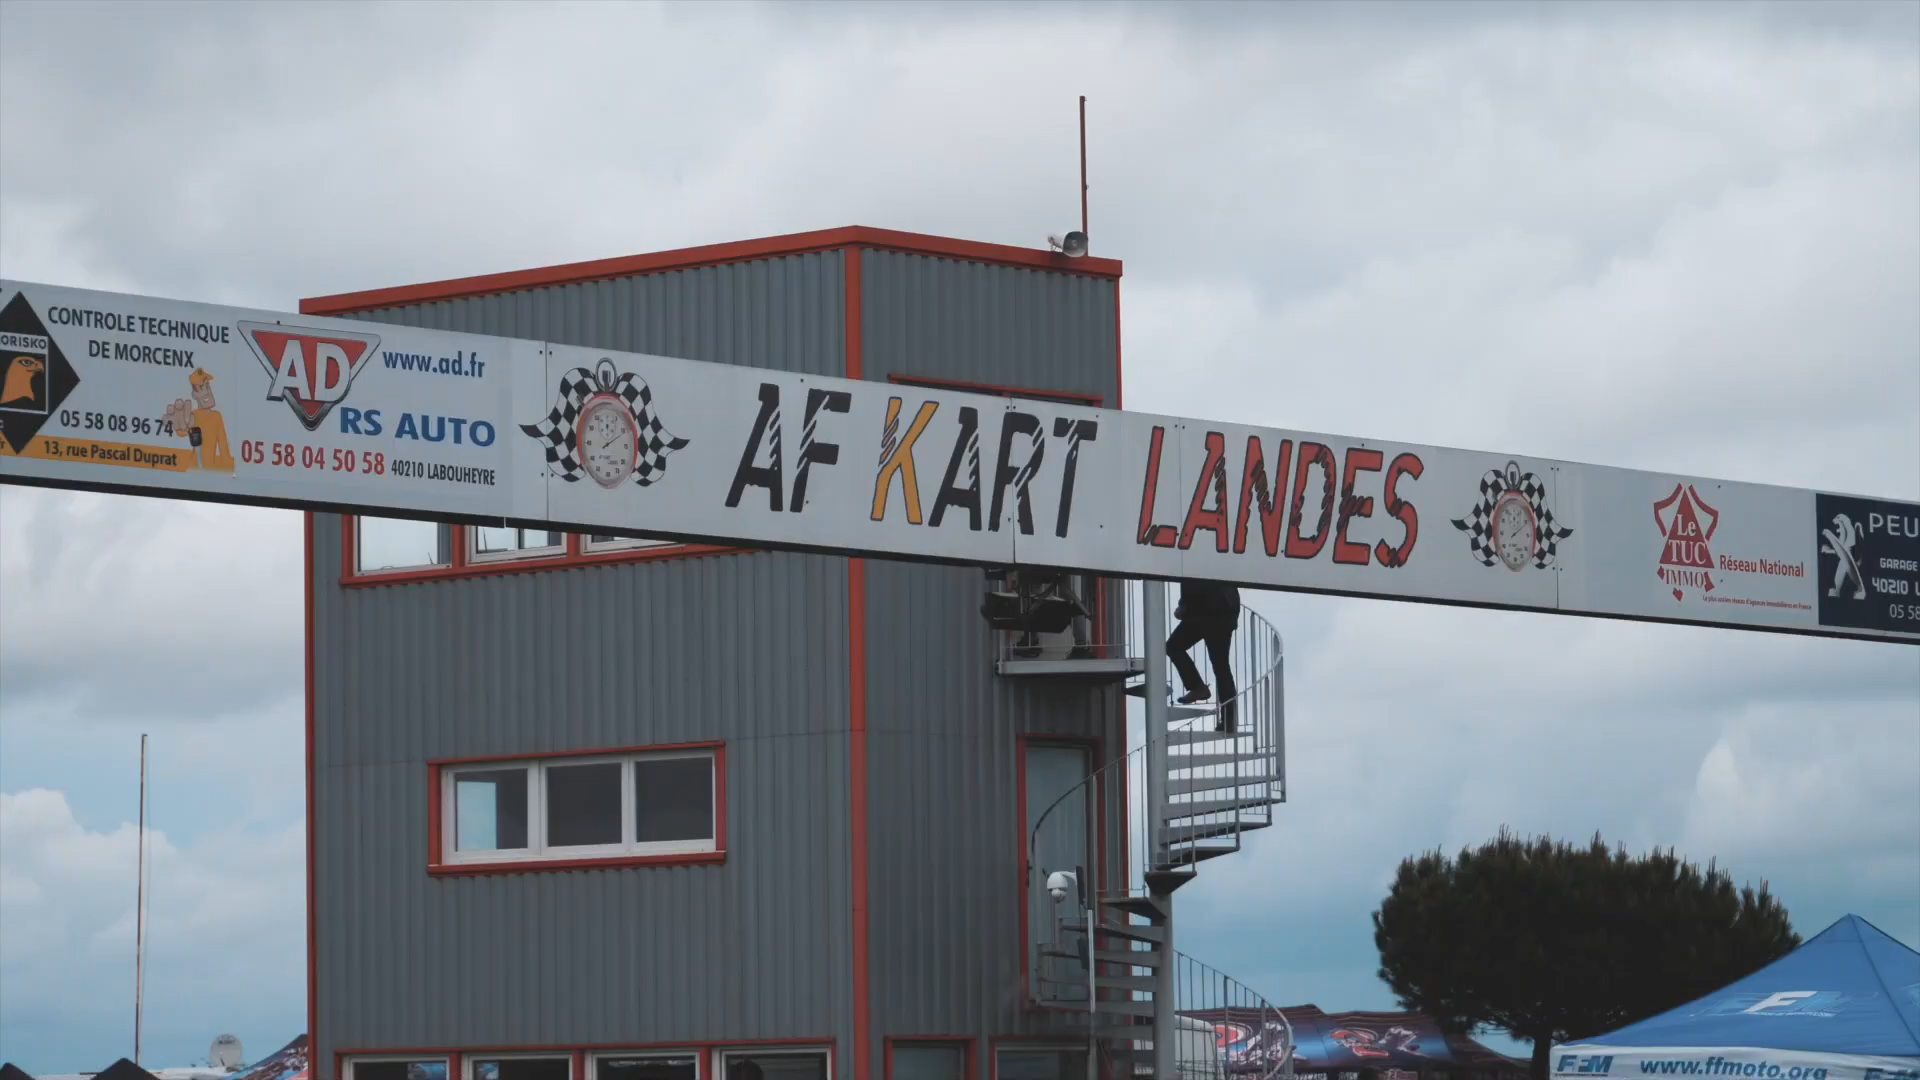 ORISKO
CONTROLE TECHNIQUE
DE MORCENX
05 58 08 96 74
13, rue Pascal Duprat
AD
www.ad.fr
RS AUTO
05 58 04 50 58
40210 LABOUHEYRE
AF KART LANDES
Le
TUC
IMMO
Réseau National
PEU
GARAGE
40210 L
05 58
FFM
www.ffmoto.org